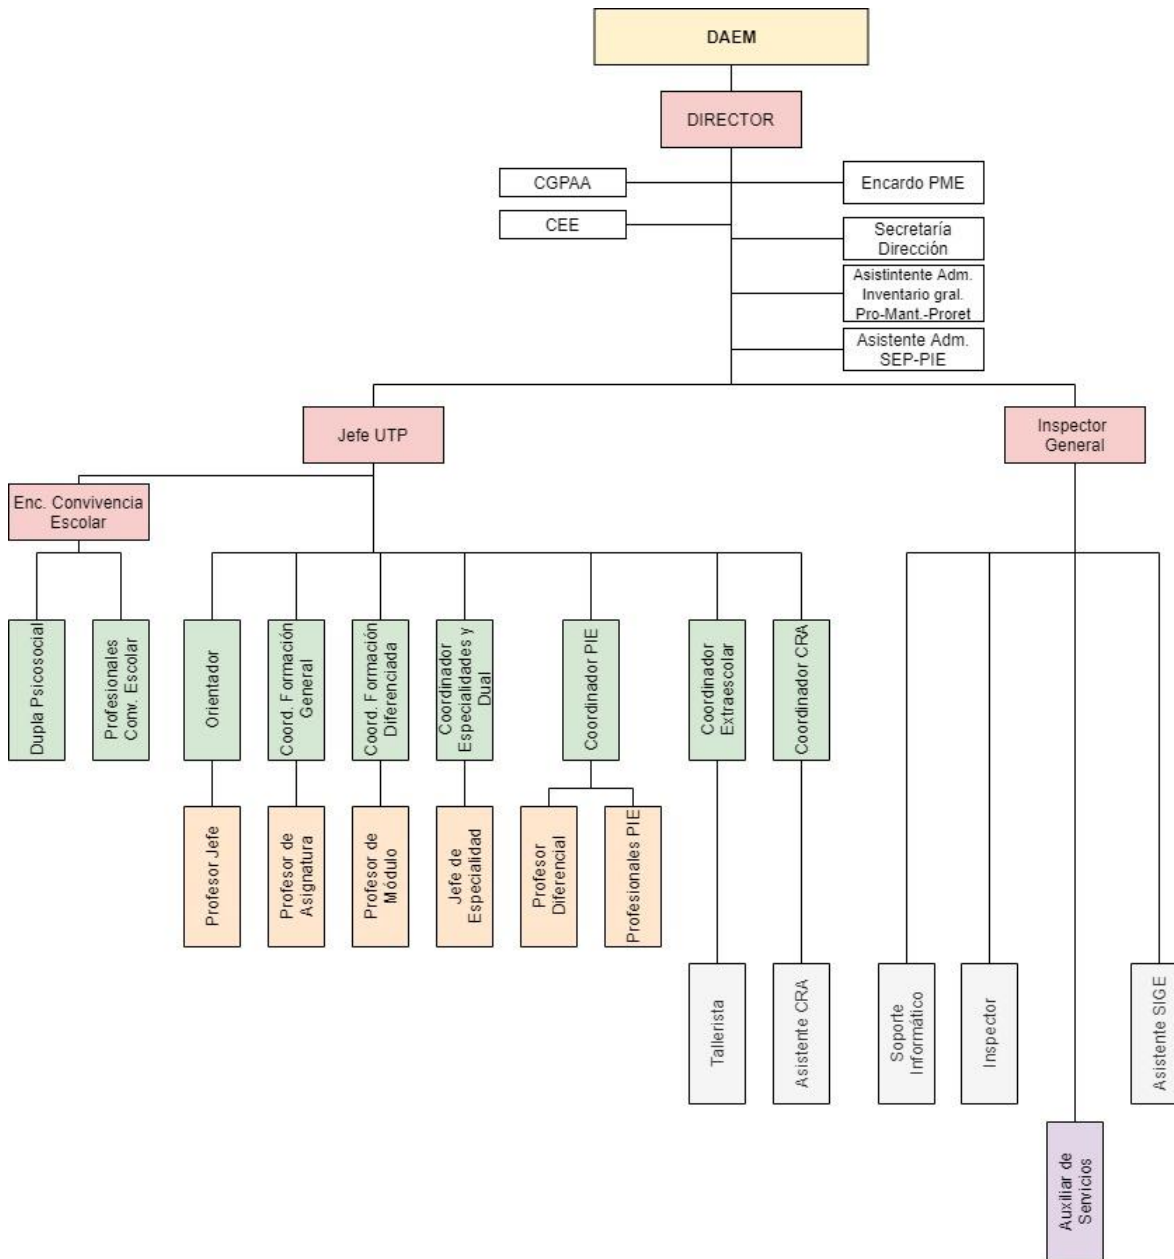 DAEM
DIRECTOR
CGPAA
Encardo PME
CEE
Secretaría
Dirección
Asistintente Adm.
Inventario gral.
Pro-Mant.-Proret
Asistente Adm.
SEP-PIE
Jefe UTP
Inspector
General
Enc. Convivencia
Escolar
Dupla Psicosocial
Profesionales
Conv. Escolar
Orientador
Coord. Formación
General
Coord. Formación
Diferenciada
Coordinador
Especialidades y
Dual
Coordinador PIE
Coordinador
Extraescolar
Coordinador CRA
Profesor Jefe
Profesor de
Asignatura
Profesor de
Módulo
Jefe de
Especialidad
Profesor
Diferencial
Profesionales PIE
Tallerista
Asistente CRA
Soporte
Informático
Inspector
Asistente SIGE
Auxiliar de
Servicios